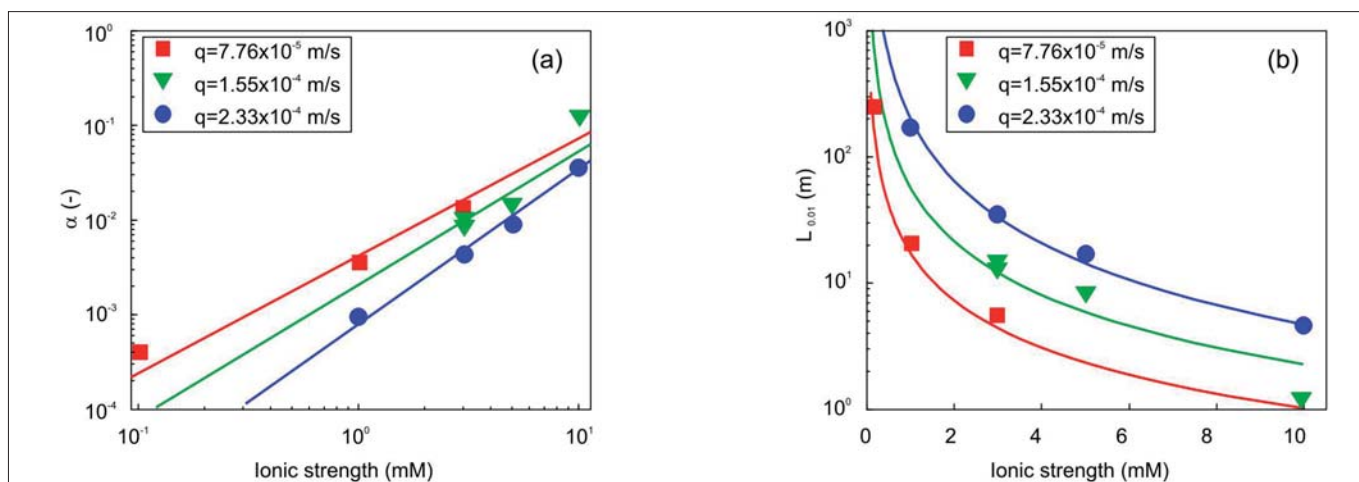 (a)
q=7.76x10⁻⁵ m/s
q=1.55x10⁻⁴ m/s
q=2.33x10⁻⁴ m/s
10⁰
10⁻¹
10⁻²
10⁻³
10⁻⁴
α (-)
10⁻¹ 10⁰ 10¹
Ionic strength (mM)
(b)
q=7.76x10⁻⁵ m/s
q=1.55x10⁻⁴ m/s
q=2.33x10⁻⁴ m/s
10³
10²
10¹
10⁰
L 0.01 (m)
0 2 4 6 8 10
Ionic strength (mM)